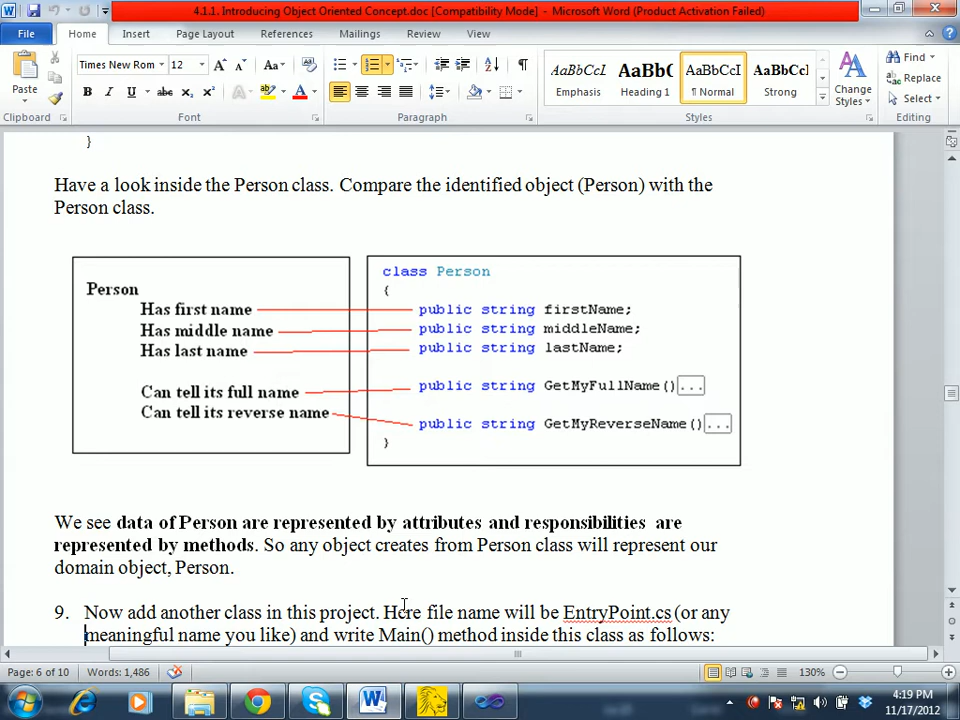 4.1.1. Introducing Object Oriented Concept.doc [Compatibility Mode] - Microsoft Word (Product Activation Failed)
File Home Insert Page Layout References Mailings Review View
Times New Rom 12 Aa
AaBbCcI AaBbC AaBbCcI AaBbCcl
Find
Replace
Select
Paste
B I U abc x₂ x² A A
Emphasis Heading 1 ¶ Normal Strong
Change Styles
Clipboard Font Paragraph Styles Editing
}
Have a look inside the Person class. Compare the identified object (Person) with the
Person class.
Person
Has first name
Has middle name
Has last name
Can tell its full name
Can tell its reverse name
class Person
{
public string firstName;
public string middleName;
public string lastName;
public string GetMyFullName()...
public string GetMyReverseName()...
}
We see data of Person are represented by attributes and responsibilities are
represented by methods. So any object creates from Person class will represent our
domain object, Person.
9. Now add another class in this project. Here file name will be EntryPoint.cs (or any
meaningful name you like) and write Main() method inside this class as follows:
Page: 6 of 10 Words: 1,486 130%
4:19 PM
11/17/2012